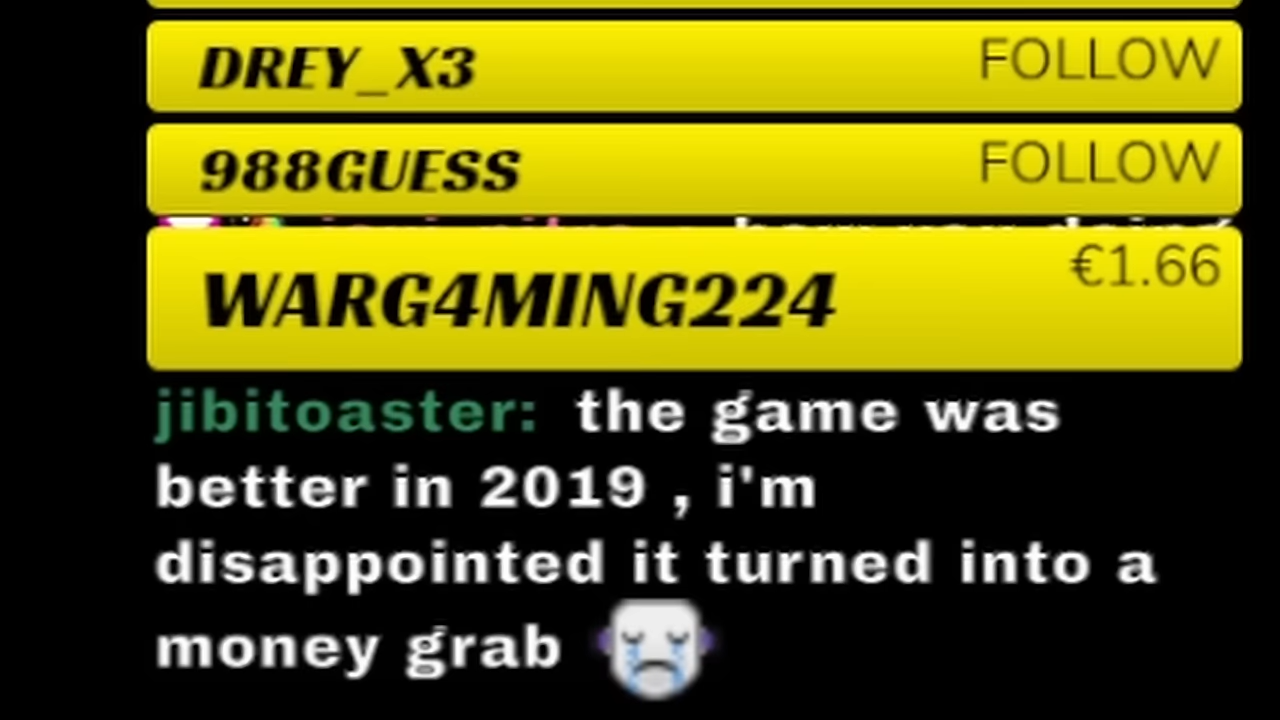 DREY_X3 FOLLOW
988GUESS FOLLOW
WARG4MING224 €1.66
jibitoaster: the game was
better in 2019 , i'm
disappointed it turned into a
money grab